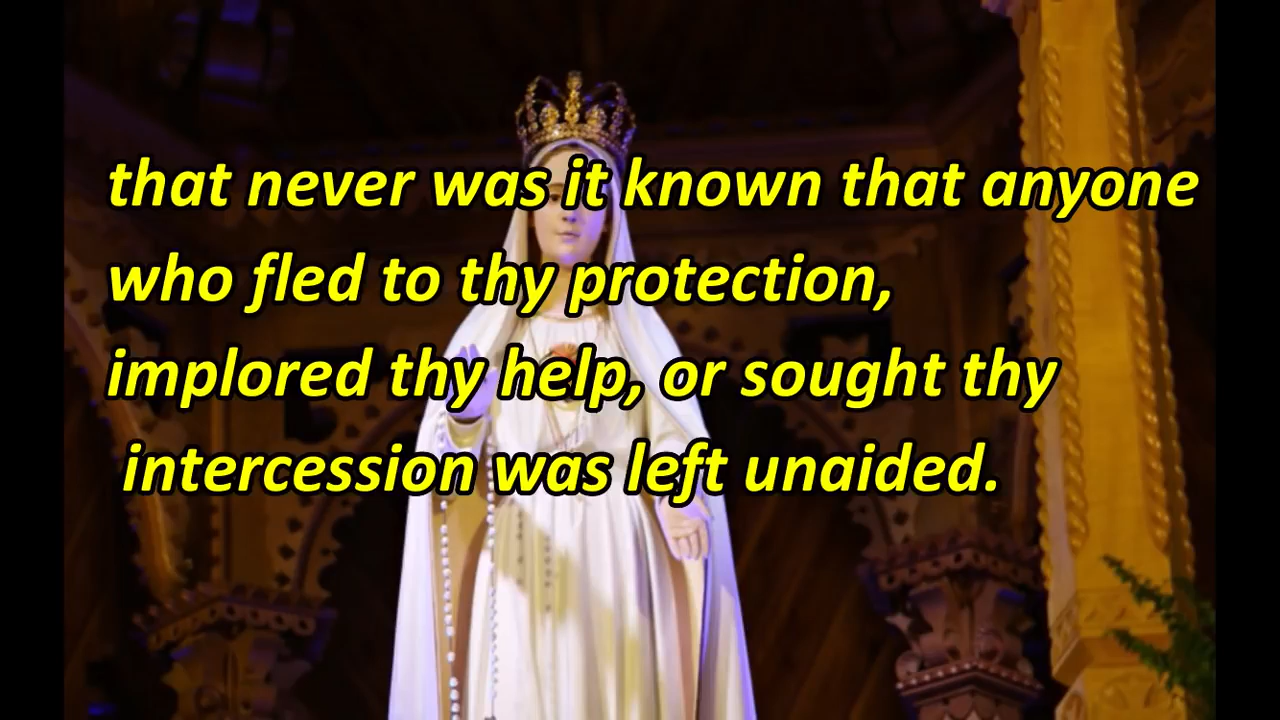 that never was it known that anyone
who fled to thy protection,
implored thy help, or sought thy
intercession was left unaided.